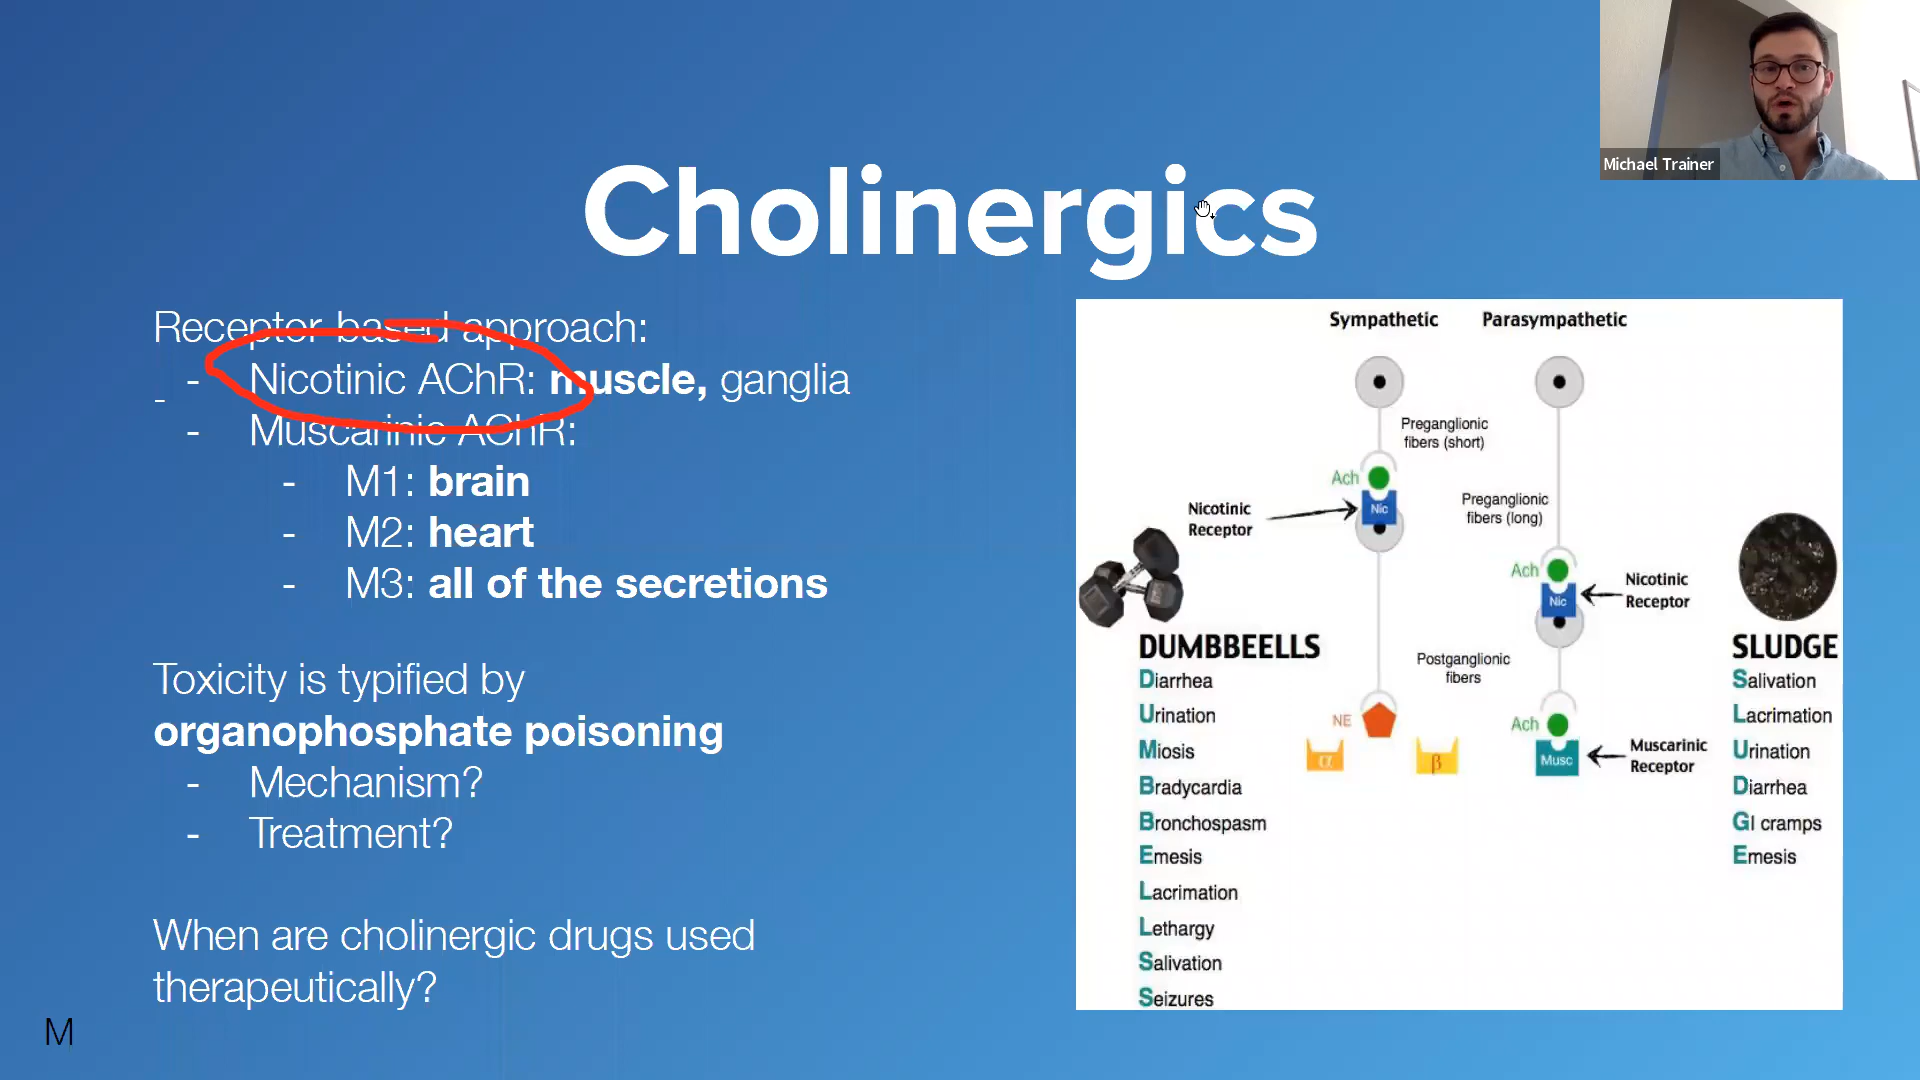 Michael Trainer
Cholinergics
Receptor based approach:
- Nicotinic AChR: muscle, ganglia
-
- Muscarinic AChR:
- M1: brain
- M2: heart
- M3: all of the secretions
Toxicity is typified by
organophosphate poisoning
- Mechanism?
- Treatment?
When are cholinergic drugs used
therapeutically?
M
Sympathetic
Parasympathetic
Preganglionic
fibers (short)
Ach
Nic
Nicotinic
Receptor
Preganglionic
fibers (long)
Ach
Nic
Nicotinic
Receptor
Postganglionic
fibers
NE
α
β
Ach
Musc
Muscarinic
Receptor
DUMBBEELLS
Diarrhea
Urination
Miosis
Bradycardia
Bronchospasm
Emesis
Lacrimation
Lethargy
Salivation
Seizures
SLUDGE
Salivation
Lacrimation
Urination
Diarrhea
GI cramps
Emesis